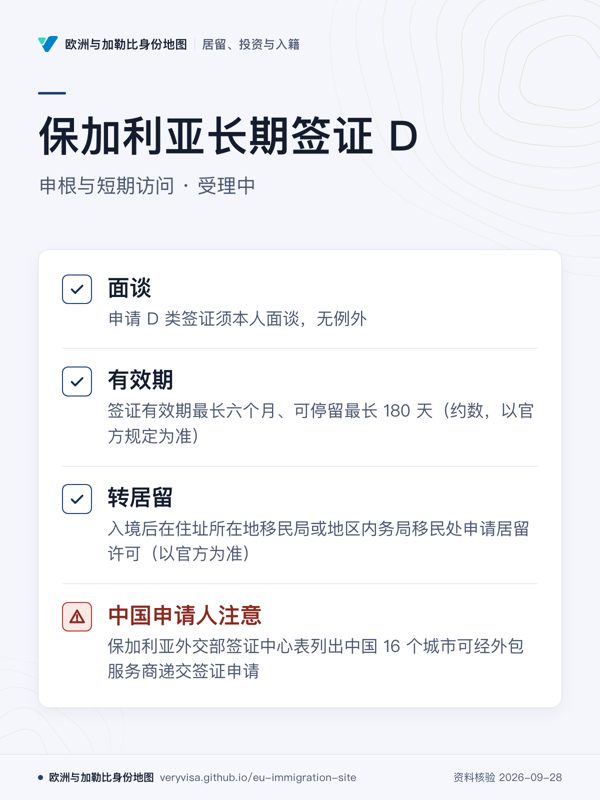 欧洲与加勒比身份地图 居留、投资与入籍
保加利亚长期签证 D
申根与短期访问 · 受理中
面谈
申请 D 类签证须本人面谈，无例外
有效期
签证有效期最长六个月、可停留最长 180 天（约数，以官
方规定为准）
转居留
入境后在住址所在地移民局或地区内务局移民处申请居留
许可（以官方为准）
中国申请人注意
保加利亚外交部签证中心表列出中国 16 个城市可经外包
服务商递交签证申请
欧洲与加勒比身份地图 veryvisa.github.io/eu-immigration-site 资料核验 2026-09-28